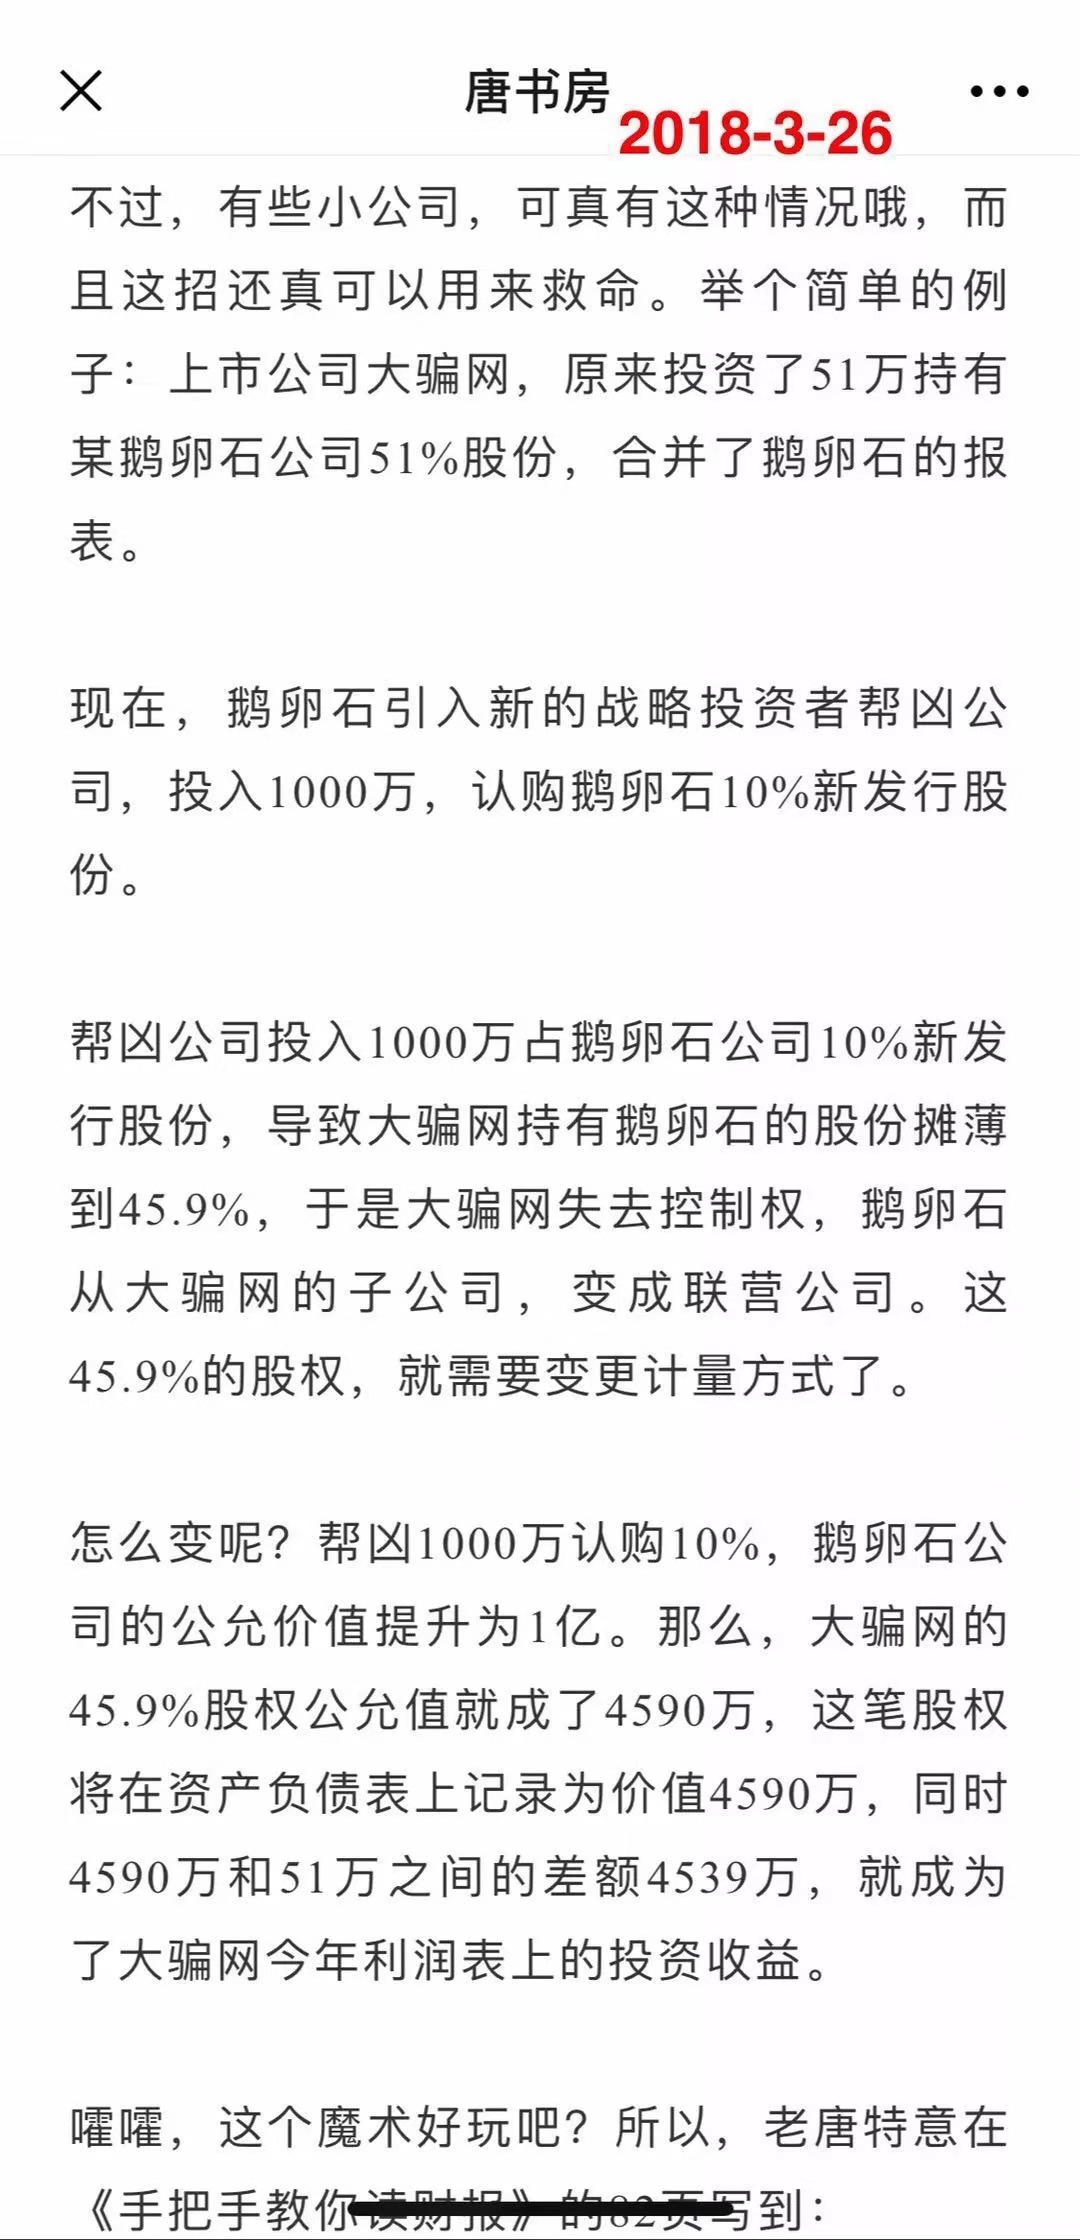 唐书房
2018-3-26
不过，有些小公司，可真有这种情况哦，而
且这招还真可以用来救命。举个简单的例
子：上市公司大骗网，原来投资了51万持有
某鹅卵石公司51%股份，合并了鹅卵石的报
表。
现在，鹅卵石引入新的战略投资者帮凶公
司，投入1000万，认购鹅卵石10%新发行股
份。
帮凶公司投入1000万占鹅卵石公司10%新发
行股份，导致大骗网持有鹅卵石的股份摊薄
到45.9%，于是大骗网失去控制权，鹅卵石
从大骗网的子公司，变成联营公司。这
45.9%的股权，就需要变更计量方式了。
怎么变呢？帮凶1000万认购10%，鹅卵石公
司的公允价值提升为1亿。那么，大骗网的
45.9%股权公允值就成了4590万，这笔股权
将在资产负债表上记录为价值4590万，同时
4590万和51万之间的差额4539万，就成为
了大骗网今年利润表上的投资收益。
嚯嚯，这个魔术好玩吧？所以，老唐特意在
《手把手教你读财报》的82页写到：